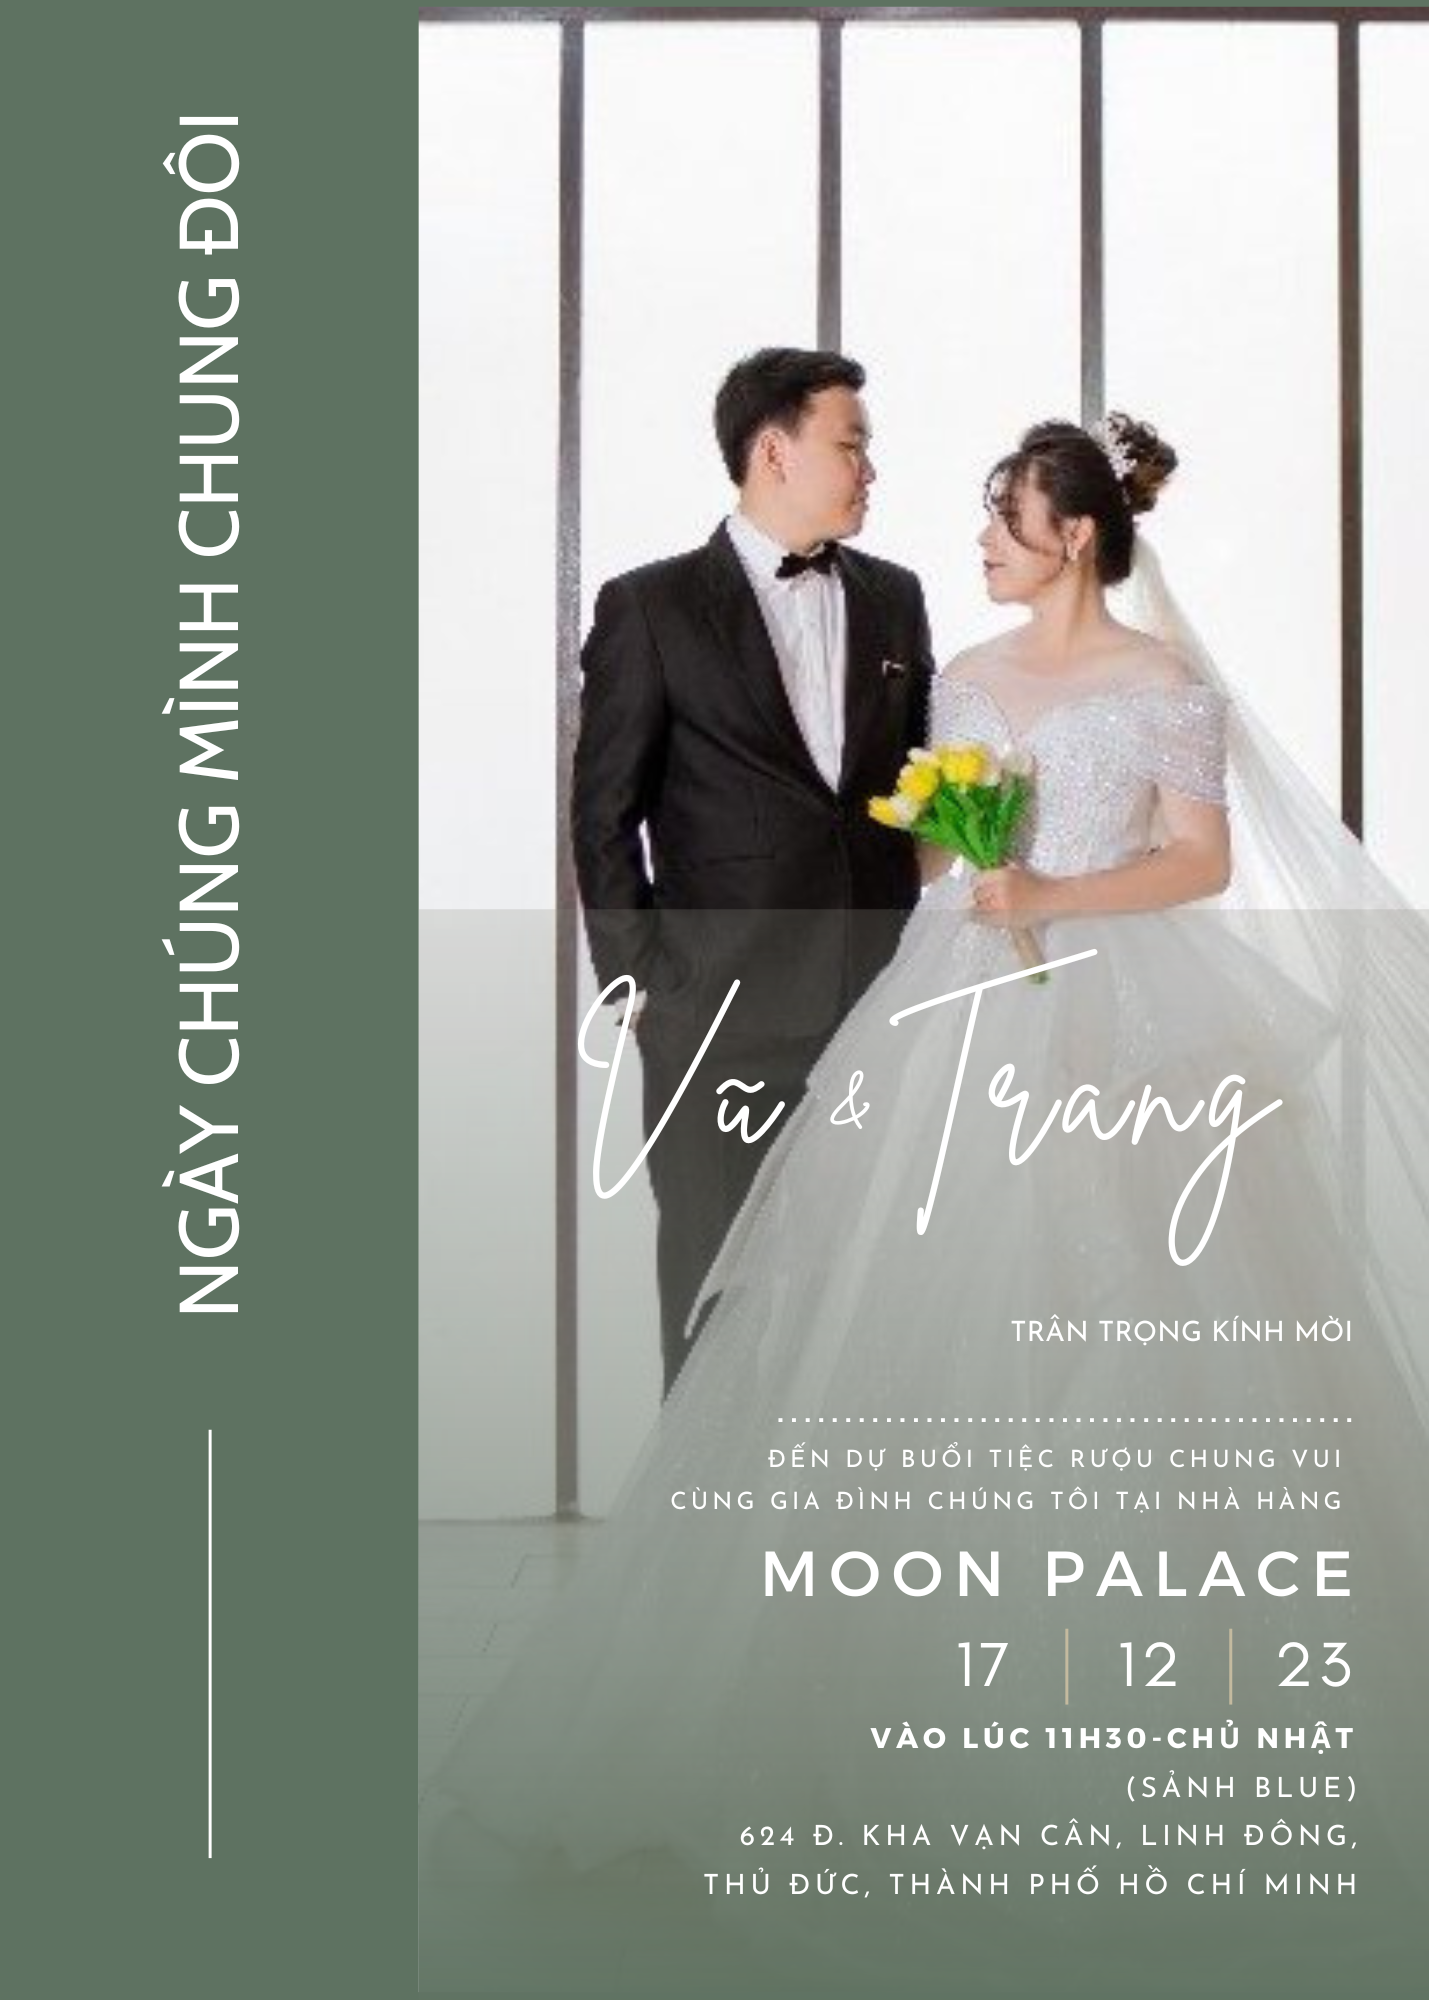 NGÀY CHÚNG MÌNH CHUNG ĐÔI
Vũ & Trang
TRÂN TRỌNG KÍNH MỜI
ĐẾN DỰ BUỔI TIỆC RƯỢU CHUNG VUI
CÙNG GIA ĐÌNH CHÚNG TÔI TẠI NHÀ HÀNG
MOON PALACE
17 | 12 | 23
VÀO LÚC 11H30-CHỦ NHẬT
(SẢNH BLUE)
624 Đ. KHA VẠN CÂN, LINH ĐÔNG,
THỦ ĐỨC, THÀNH PHỐ HỒ CHÍ MINH